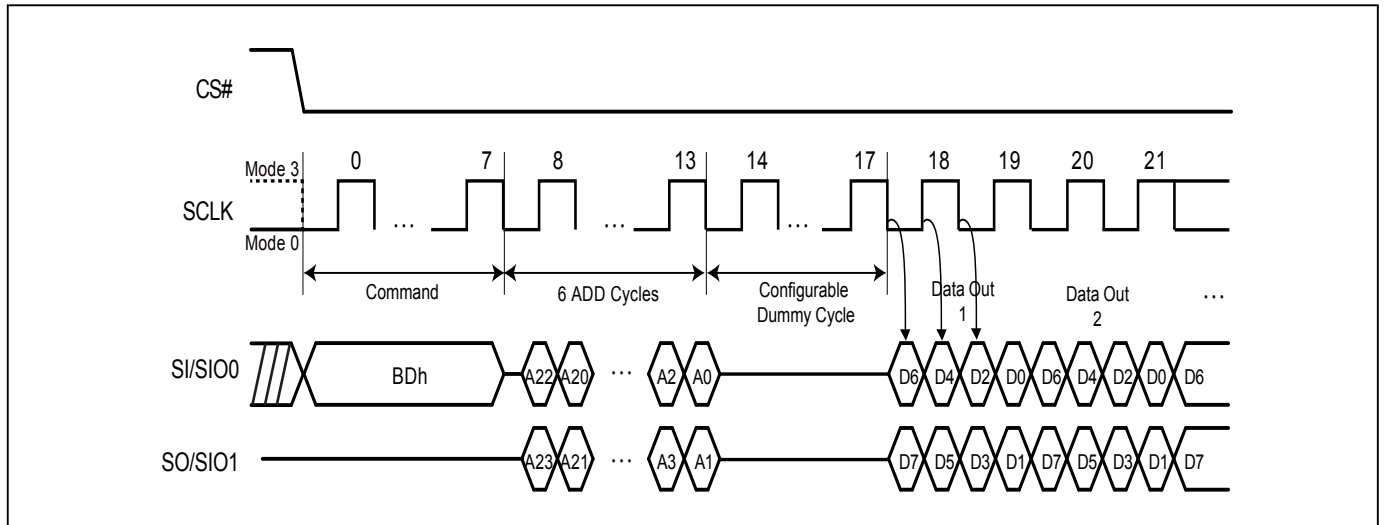 CS#
Mode 3
0 7 8 13 14 17 18 19 20 21
SCLK
... ... ...
Mode 0
Command
6 ADD Cycles
Configurable
Dummy Cycle
Data Out
1
Data Out
2
...
SI/SIO0
BDh
A22 A20 ... A2 A0
D6 D4 D2 D0 D6 D4 D2 D0 D6
SO/SIO1
A23 A21 ... A3 A1
D7 D5 D3 D1 D7 D5 D3 D1 D7